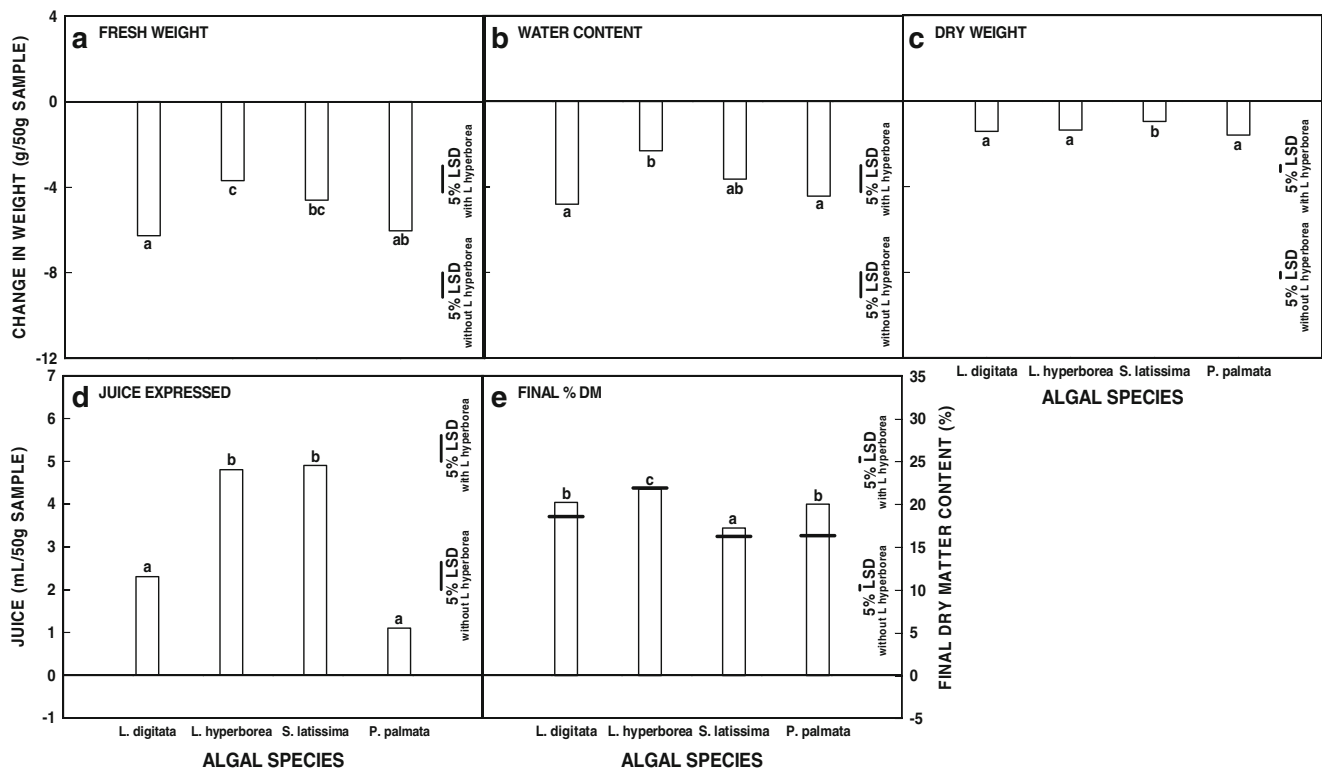 a FRESH WEIGHT
b WATER CONTENT
c DRY WEIGHT
CHANGE IN WEIGHT (g/50g SAMPLE)
4
0
-4
-8
-12
a
c
bc
ab
5% LSD
with L hyperborea
5% LSD
without L hyperborea
a
b
ab
a
5% LSD
with L hyperborea
5% LSD
without L hyperborea
a
a
b
a
5% LSD
with L hyperborea
5% LSD
without L hyperborea
L. digitata L. hyperborea S. latissima P. palmata
ALGAL SPECIES
d JUICE EXPRESSED
e FINAL % DM
JUICE (mL/50g SAMPLE)
7
6
5
4
3
2
1
0
-1
a
b
b
a
5% LSD
with L hyperborea
5% LSD
without L hyperborea
b
c
a
b
5% LSD
with L hyperborea
5% LSD
without L hyperborea
35
30
25
20
15
10
5
0
-5
FINAL DRY MATTER CONTENT (%)
L. digitata L. hyperborea S. latissima P. palmata
ALGAL SPECIES
L. digitata L. hyperborea S. latissima P. palmata
ALGAL SPECIES